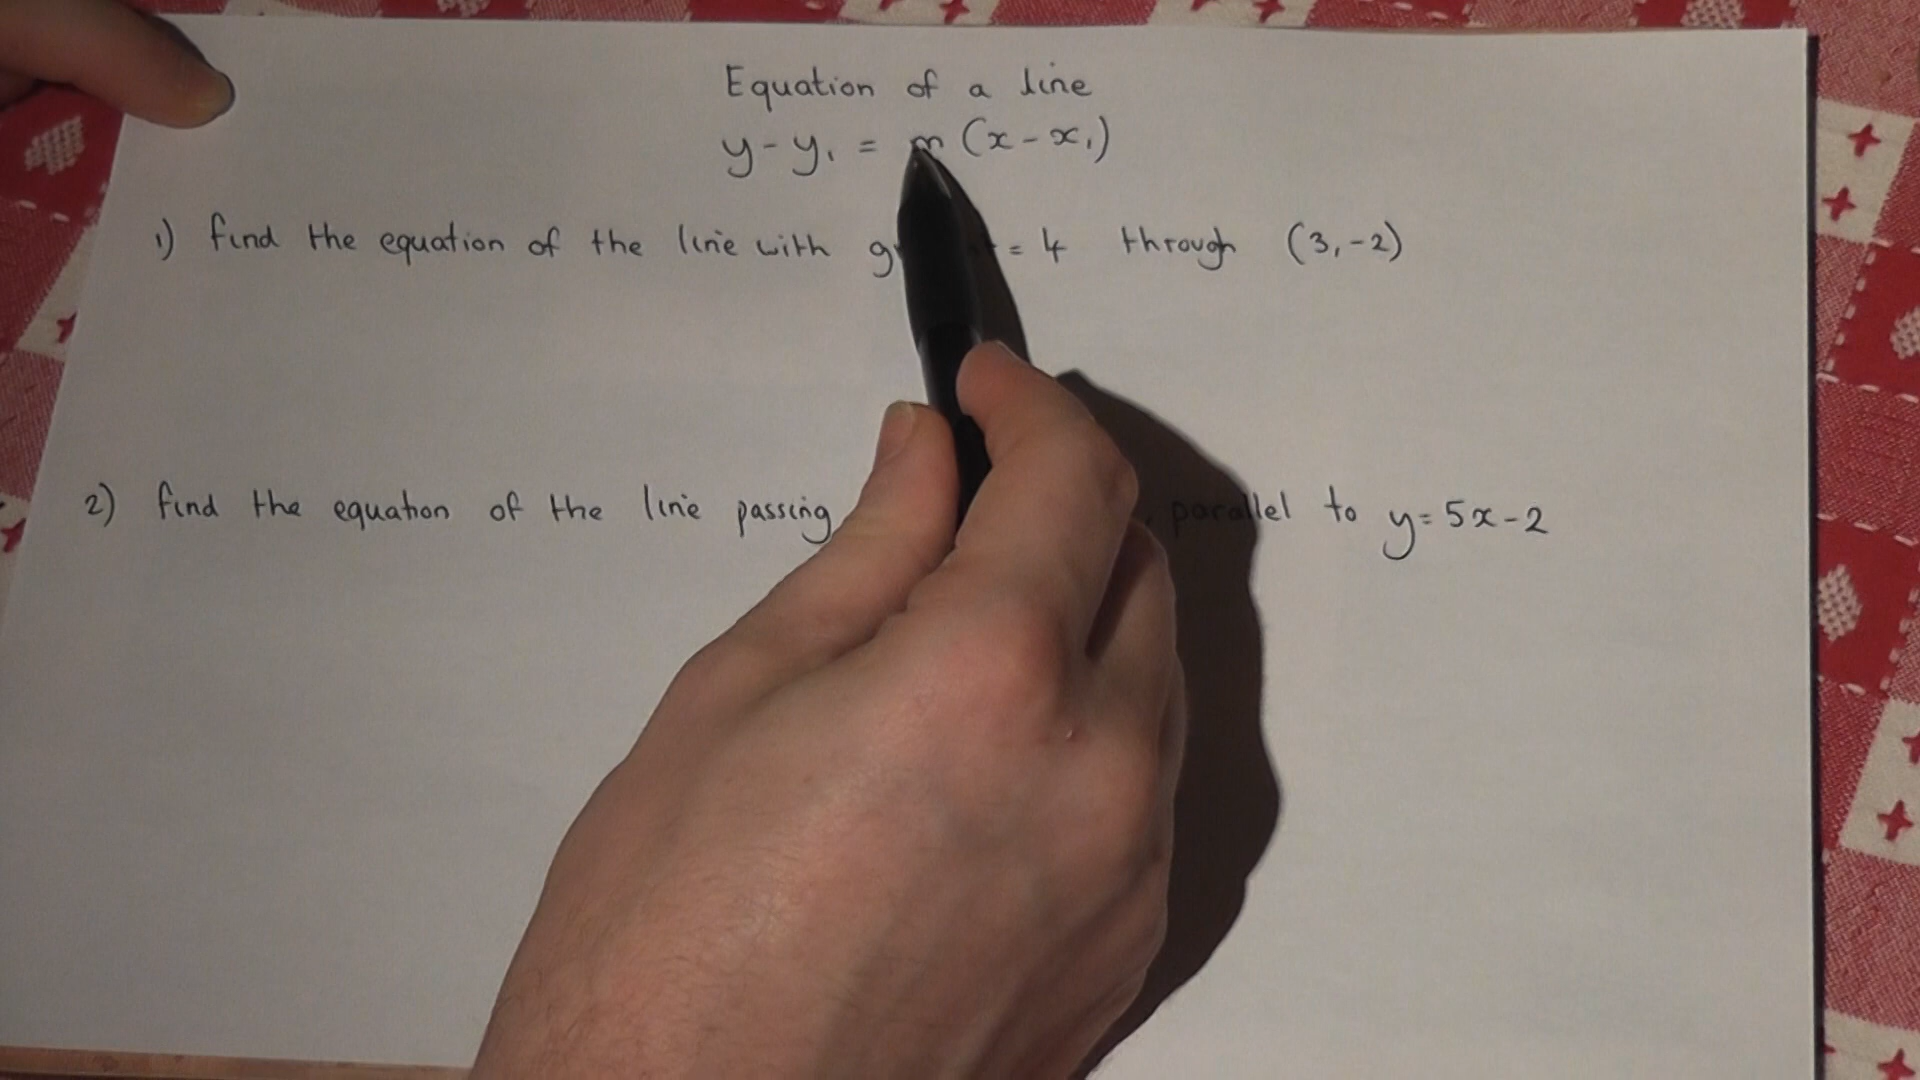 Equation of a line
y - y₁ = m (x - x₁)
1) find the equation of the line with = 4 through (3, -2)
2) find the equation of the line passing parallel to y = 5x - 2